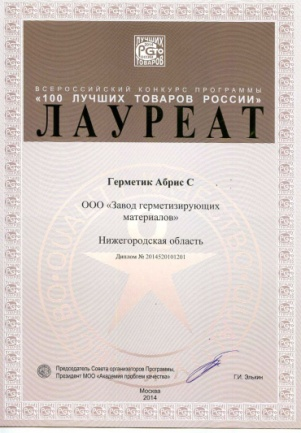 100 ЛУЧШИХ
ТОВАРОВ
ВСЕРОССИЙСКИЙ КОНКУРС ПРОГРАММЫ
«100 ЛУЧШИХ ТОВАРОВ РОССИИ»
ЛАУРЕАТ
Герметик Абрис С
ООО «Завод герметизирующих
материалов»
Нижегородская область
Диплом № 2014520101201
Председатель Совета организаторов Программы,
Президент МОО «Академия проблем качества»
Г.И. Элькин
Москва
2014